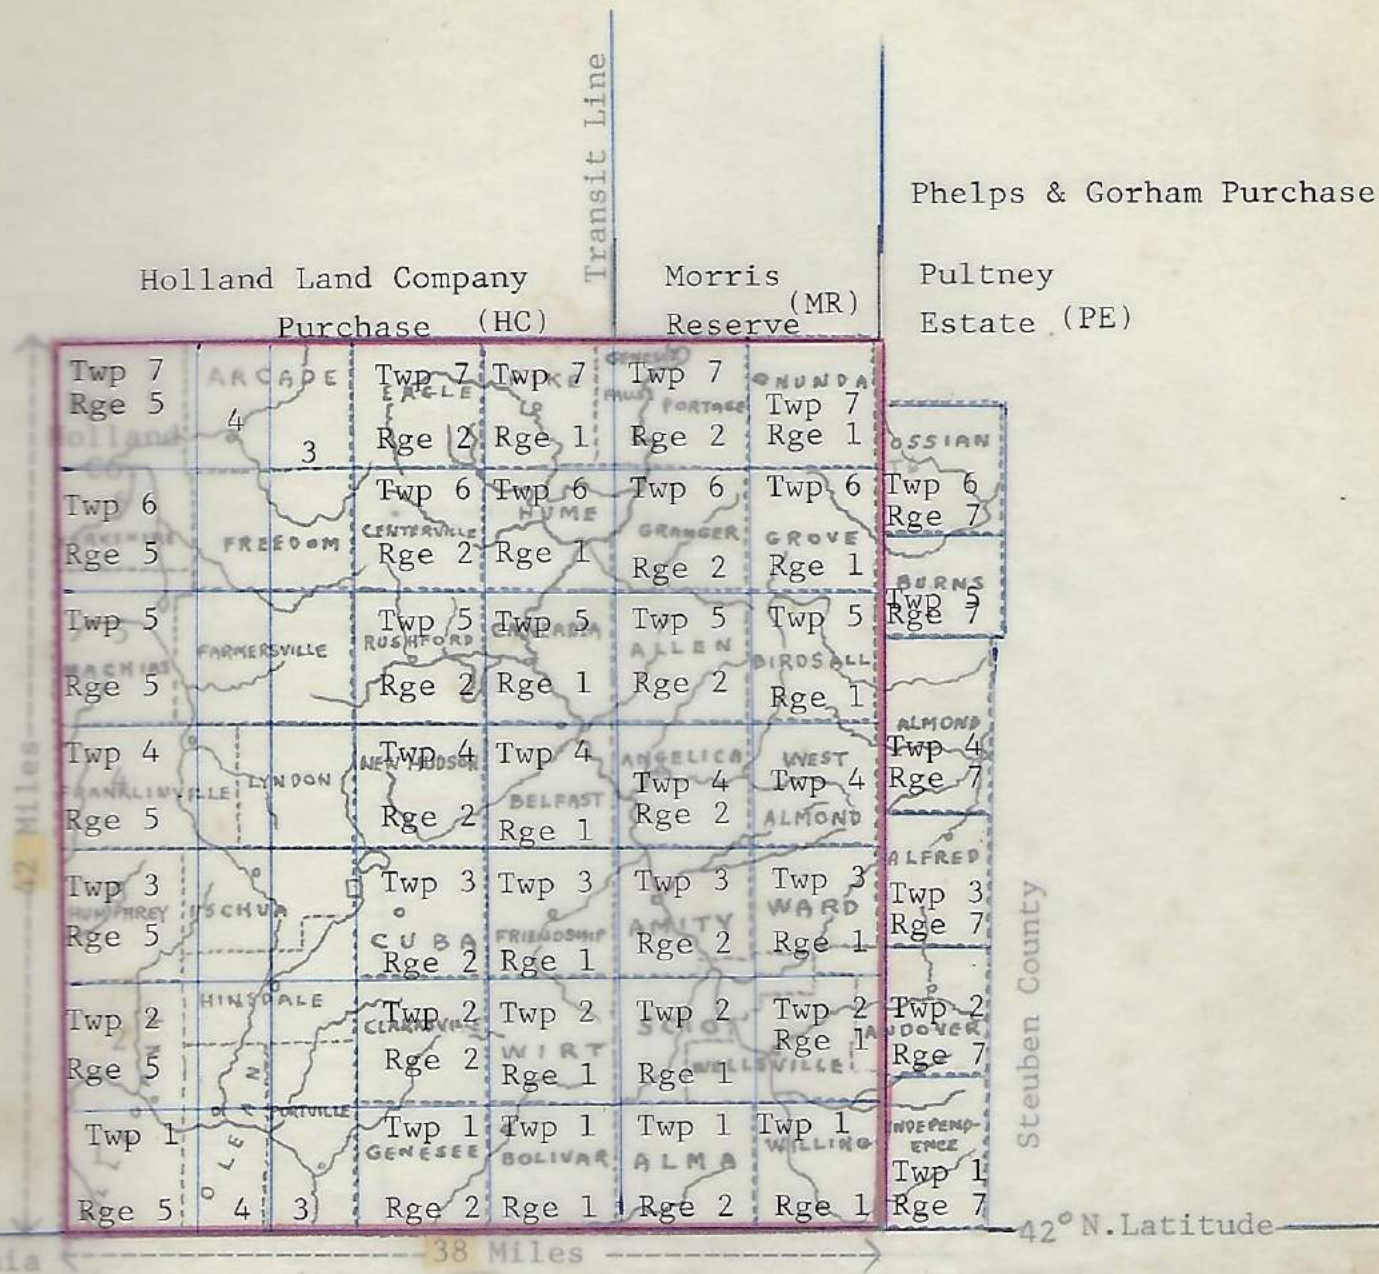 Transit Line
Phelps & Gorham Purchase
Holland Land Company
Purchase (HC)
Morris
Reserve (MR)
Pultney
Estate (PE)
Twp 7
Rge 5
ARCADE
4
3
Twp 7
EAGLE
Rge 2
Twp 7
Rge 1
Twp 7
PORTAGE
Rge 2
NUNDA
Twp 7
Rge 1
OSSIAN
Twp 6
Rge 7
Holland
Twp 6
Rge 5
FREEDOM
Twp 6
CENTERVILLE
Rge 2
Twp 6
HUME
Rge 1
Twp 6
GRANGER
Rge 2
Twp 6
GROVE
Rge 1
BURNS
Twp 5
Rge 7
Twp 5
MACHIAS
Rge 5
FARMERSVILLE
Twp 5
RUSHFORD
Rge 2
Twp 5
Rge 1
Twp 5
ALLEN
Rge 2
Twp 5
BIRDSALL
Rge 1
ALMOND
Twp 4
Rge 7
Twp 4
FRANKLINVILLE
Rge 5
LYNDON
Twp 4
NEW HUDSON
Rge 2
Twp 4
BELFAST
Rge 1
ANGELICA
Twp 4
Rge 2
WEST
Twp 4
ALMOND
ALFRED
Twp 3
Rge 7
42 Miles
Twp 3
HUMPHREY
Rge 5
ISCHUA
Twp 3
CUBA
Rge 2
Twp 3
FRIENDSHIP
Rge 1
Twp 3
AMITY
Rge 2
Twp 3
WARD
Rge 1
Twp 2
ANDOVER
Rge 7
Steuben County
Twp 2
Rge 5
HINSDALE
Twp 2
CLARKSVILLE
Rge 2
Twp 2
WIRT
Rge 1
Twp 2
SCIO
Rge 1
WELLSVILLE
Twp 2
Rge 1
INDEPEND-
ENCE
Twp 1
Rge 7
Twp 1
Rge 5
OLEAN
4
3
PORTVILLE
Twp 1
GENESEE
Rge 2
Twp 1
BOLIVAR
Rge 1
Twp 1
ALMA
Rge 2
Twp 1
WILLING
Rge 1
42° N.Latitude
38 Miles